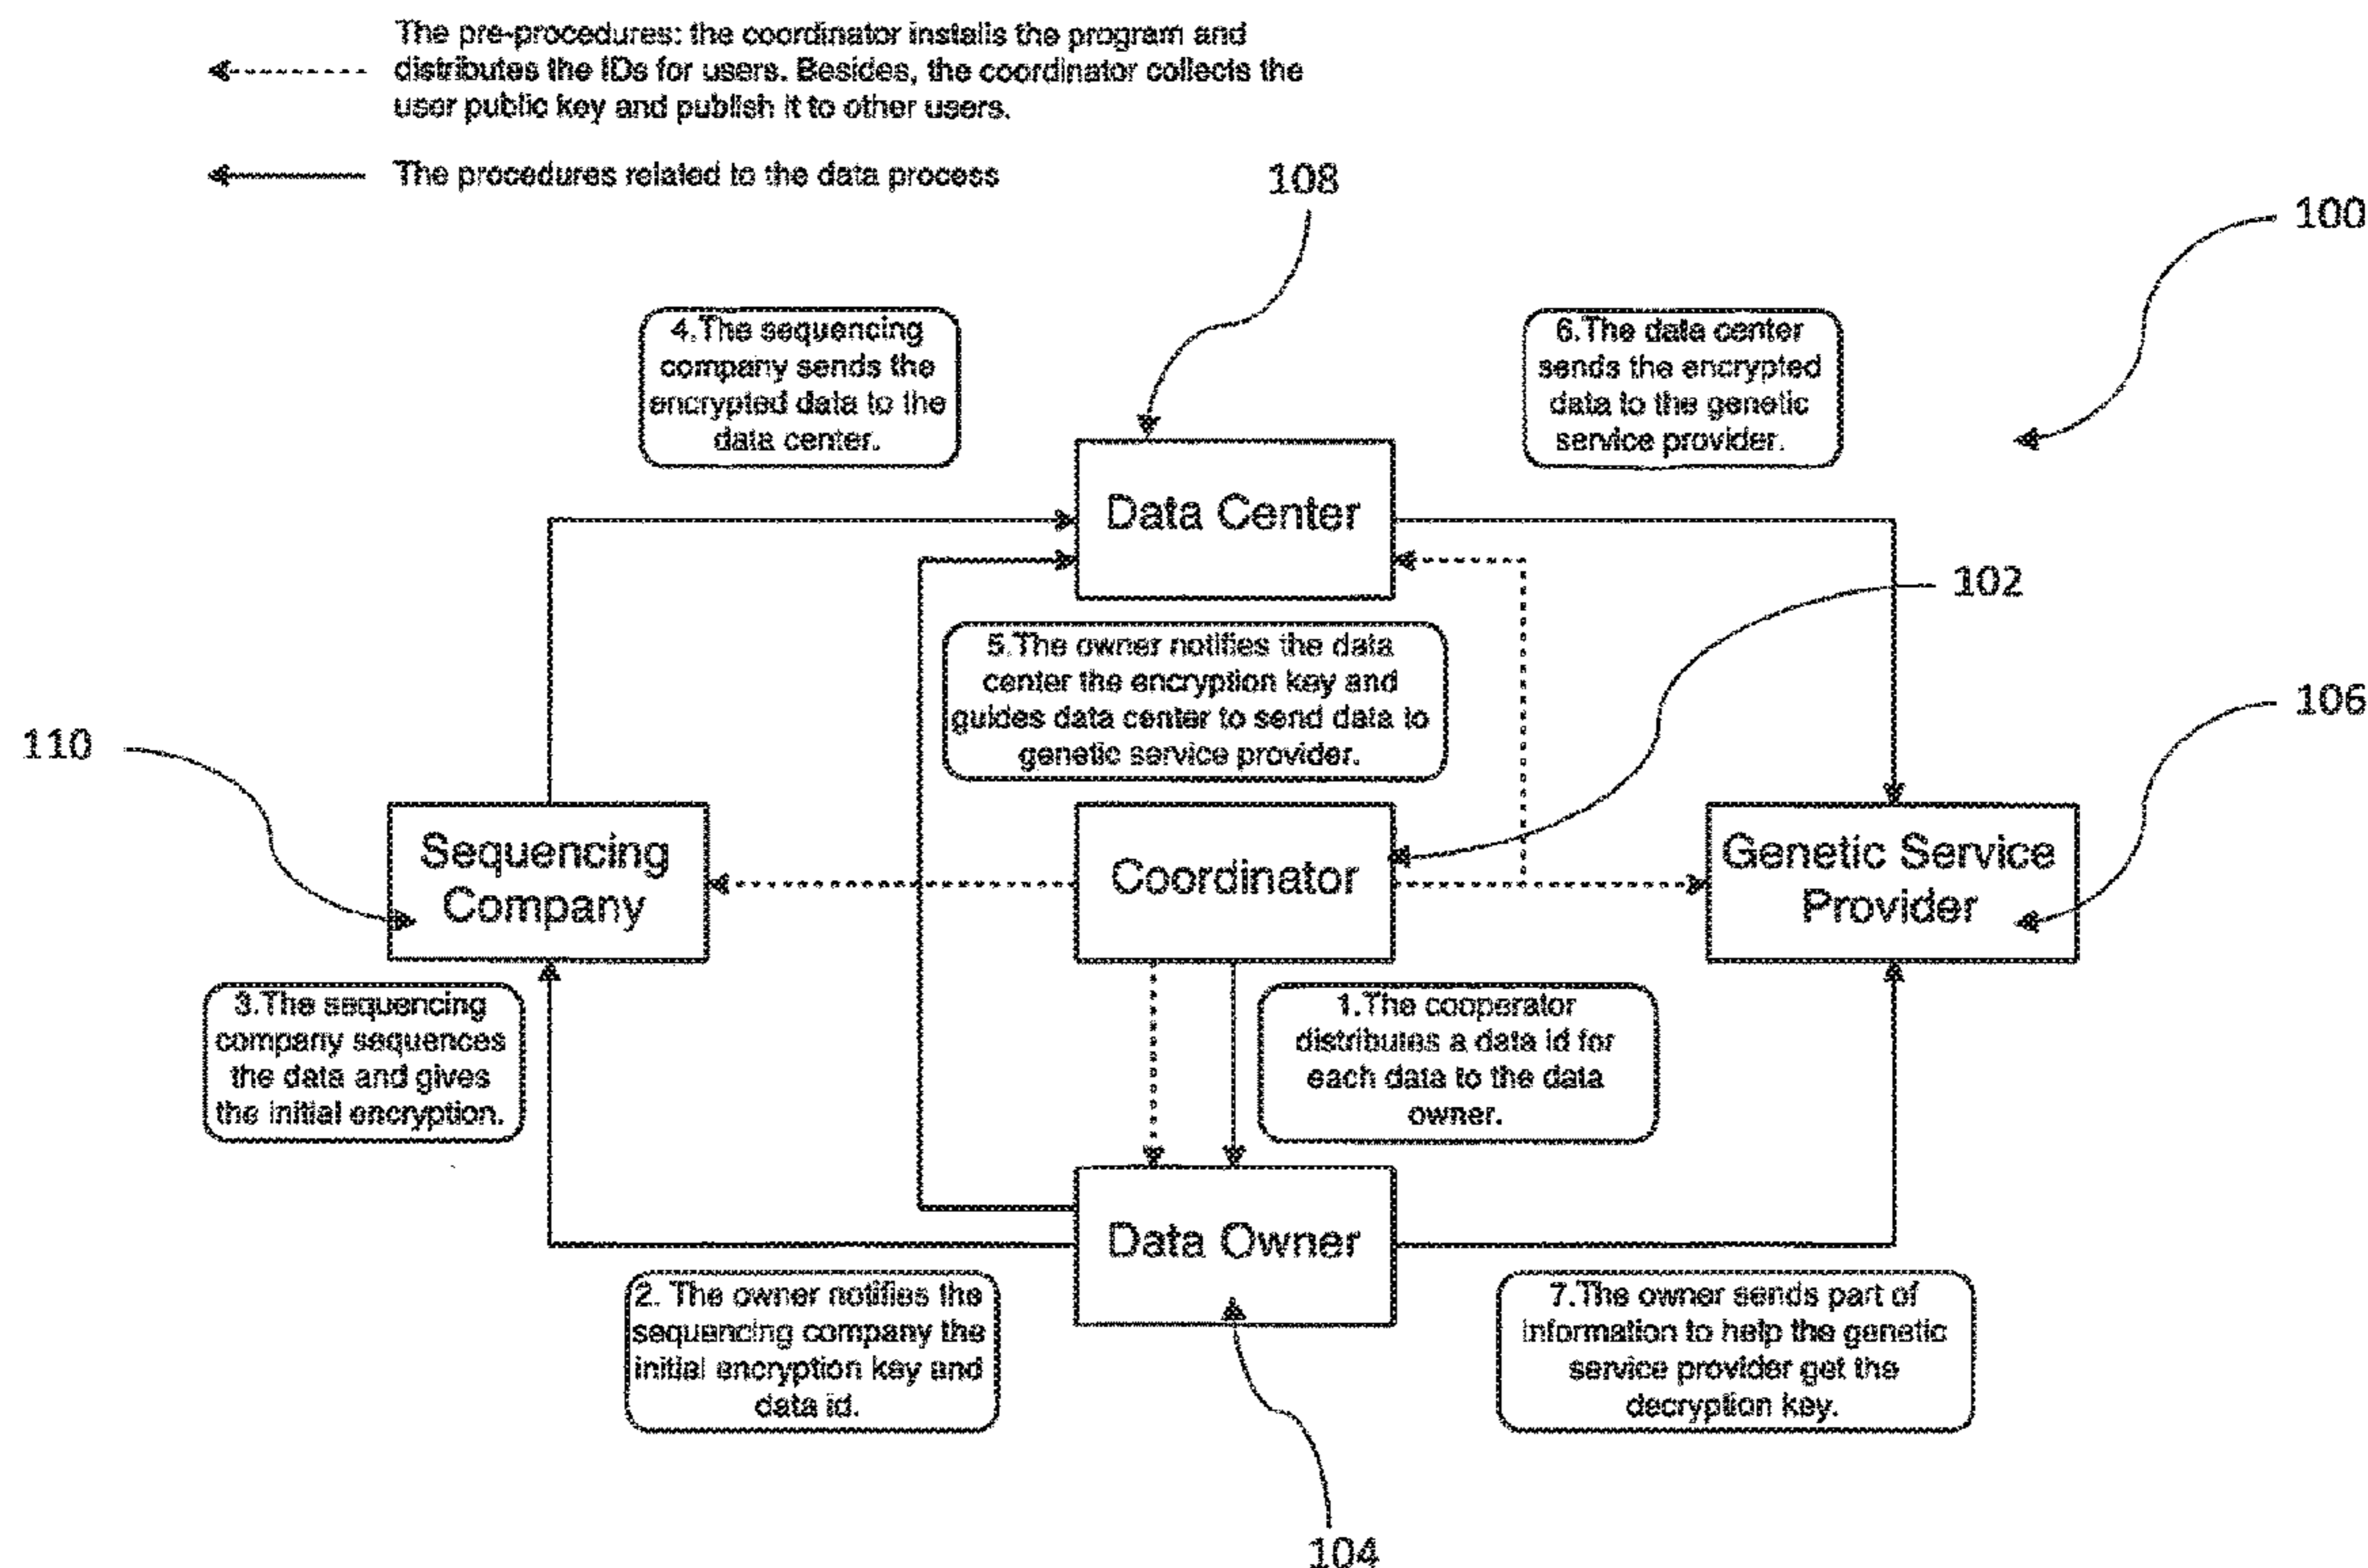 The pre-procedures: the coordinator installs the program and
distributes the IDs for users. Besides, the coordinator collects the
user public key and publish it to other users.
The procedures related to the data process
108
100
4.The sequencing
company sends the
encrypted data to the
data center.
6.The data center
sends the encrypted
data to the genetic
service provider.
Data Center
102
5.The owner notifies the data
center the encryption key and
guides data center to send data to
genetic service provider.
106
110
Sequencing
Company
Coordinator
Genetic Service
Provider
3.The sequencing
company sequences
the data and gives
the initial encryption.
1.The cooperator
distributes a data id for
each data to the data
owner.
Data Owner
2. The owner notifies the
sequencing company the
initial encryption key and
data id.
7.The owner sends part of
information to help the genetic
service provider get the
decryption key.
104